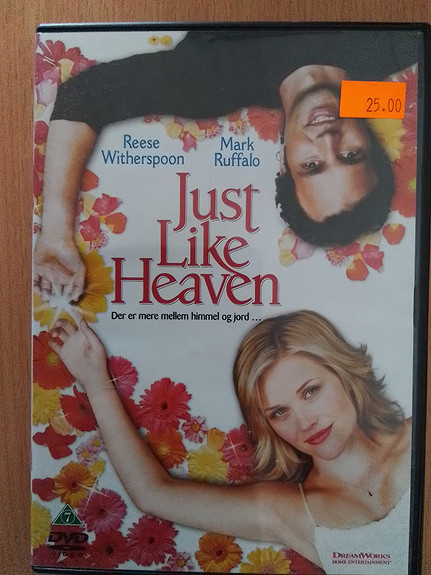 25.00
Reese
Witherspoon
Mark
Ruffalo
Just
Like
Heaven
Der er mere mellem himmel og jord ...
7
DVD
VIDEO
DREAMWORKS
HOME ENTERTAINMENT